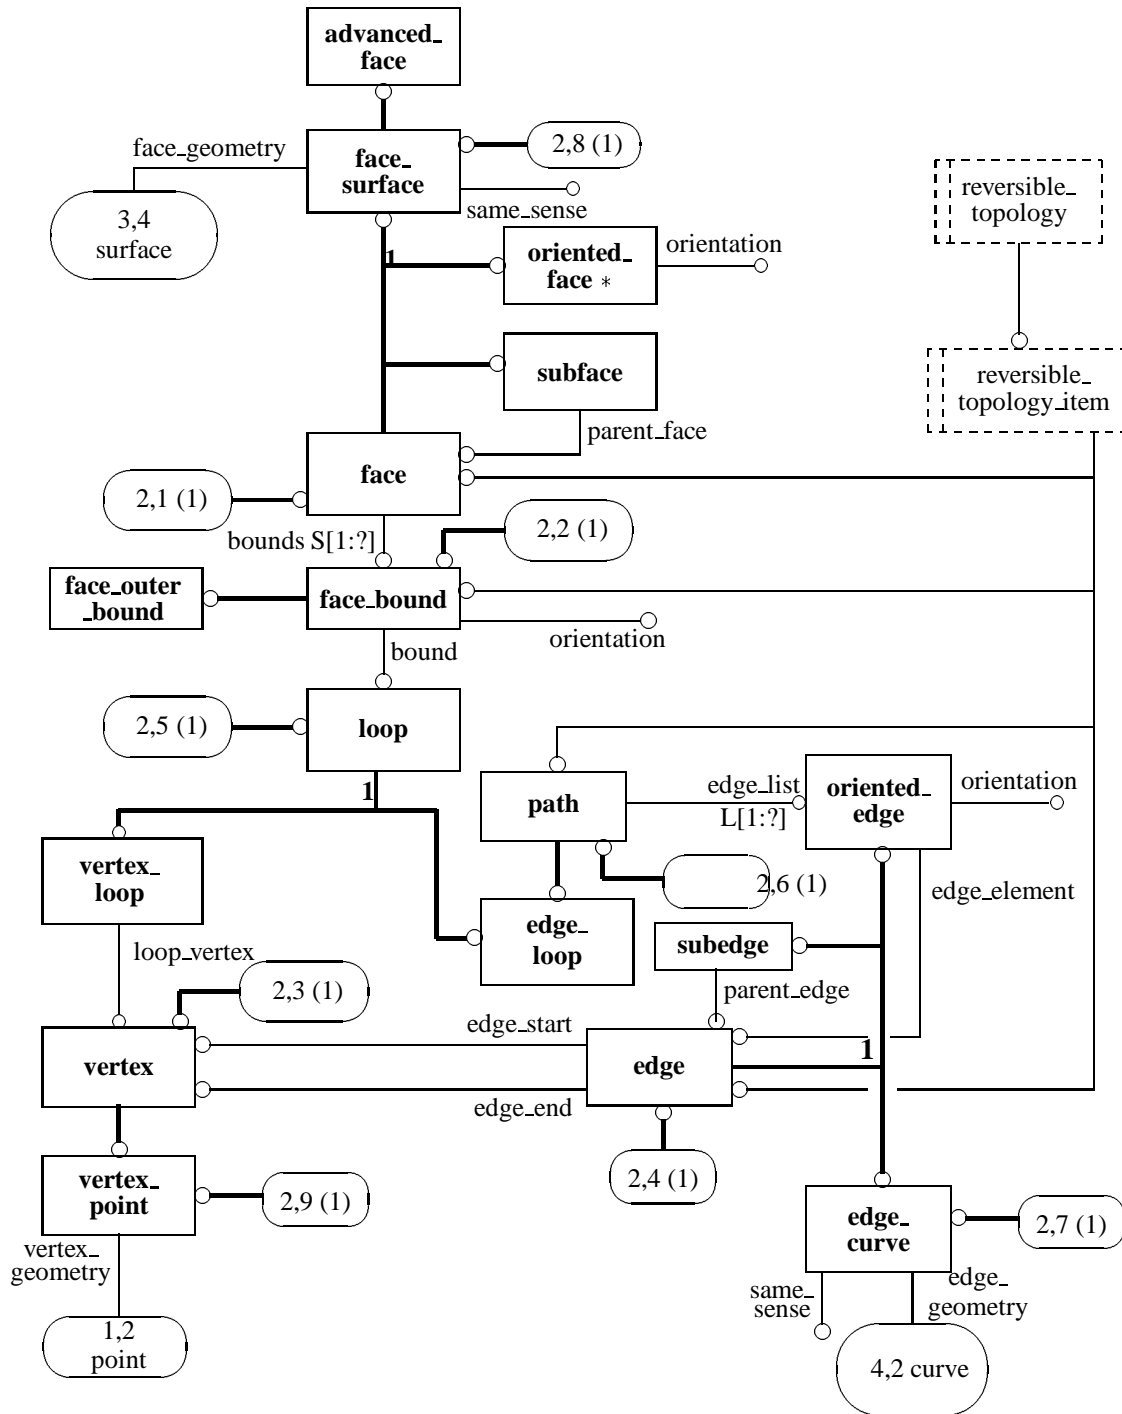 advanced_
face
face_geometry
face_
surface
2,8 (1)
same_sense
3,4
surface
reversible_
topology
1
oriented_
face *
orientation
subface
reversible_
topology_item
parent_face
face
2,1 (1)
bounds S[1:?]
2,2 (1)
face_outer
_bound
face_bound
orientation
bound
2,5 (1)
loop
1
path
edge_list
L[1:?]
oriented_
edge
orientation
vertex_
loop
2,6 (1)
edge_element
edge_
loop
subedge
loop_vertex
2,3 (1)
parent_edge
edge_start
vertex
edge
1
edge_end
vertex_
point
2,9 (1)
2,4 (1)
edge_
curve
2,7 (1)
vertex_
geometry
same_
sense
edge_
geometry
1,2
point
4,2 curve